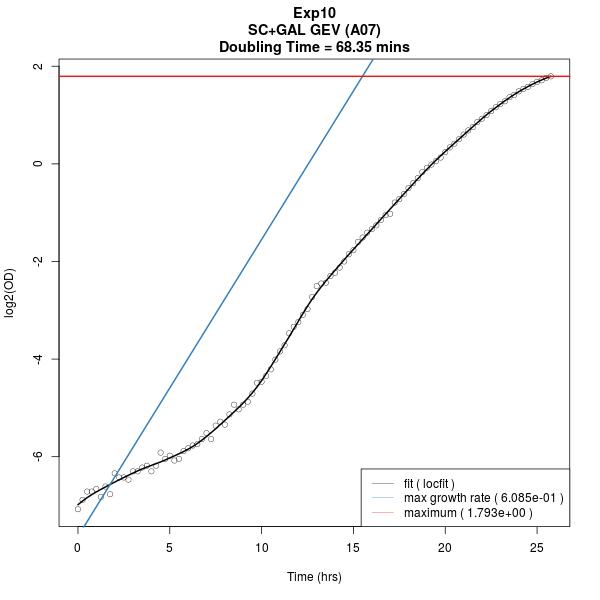 Exp10
SC+GAL GEV (A07)
Doubling Time = 68.35 mins
log2(OD)
2
0
-2
-4
-6
fit ( locfit )
max growth rate ( 6.085e-01 )
maximum ( 1.793e+00 )
0 5 10 15 20 25
Time (hrs)